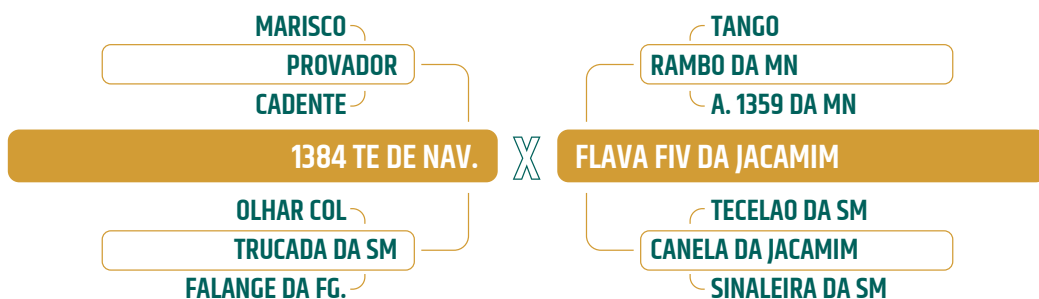 MARISCO
PROVADOR
CADENTE
1384 TE DE NAV.
OLHAR COL
TRUCADA DA SM
FALANGE DA FG.
X
TANGO
RAMBO DA MN
A. 1359 DA MN
FLAVA FIV DA JACAMIM
TECELAO DA SM
CANELA DA JACAMIM
SINALEIRA DA SM